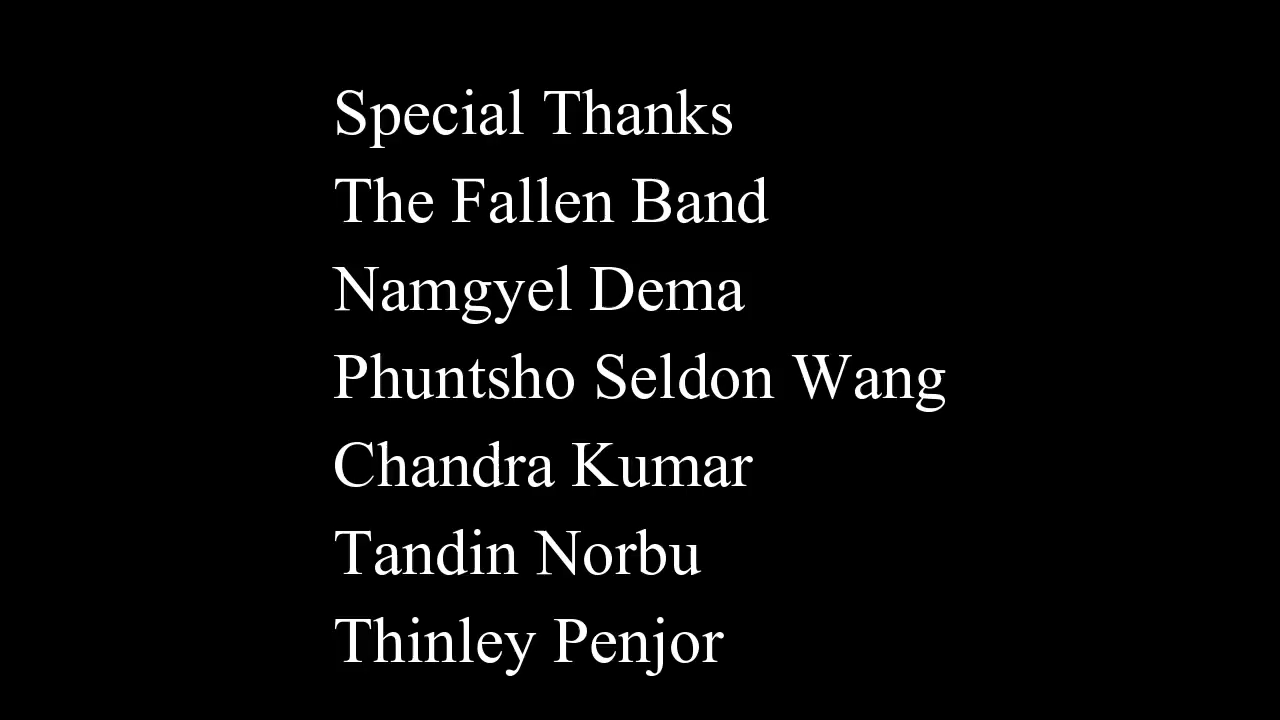 Special Thanks
The Fallen Band
Namgyel Dema
Phuntsho Seldon Wang
Chandra Kumar
Tandin Norbu
Thinley Penjor